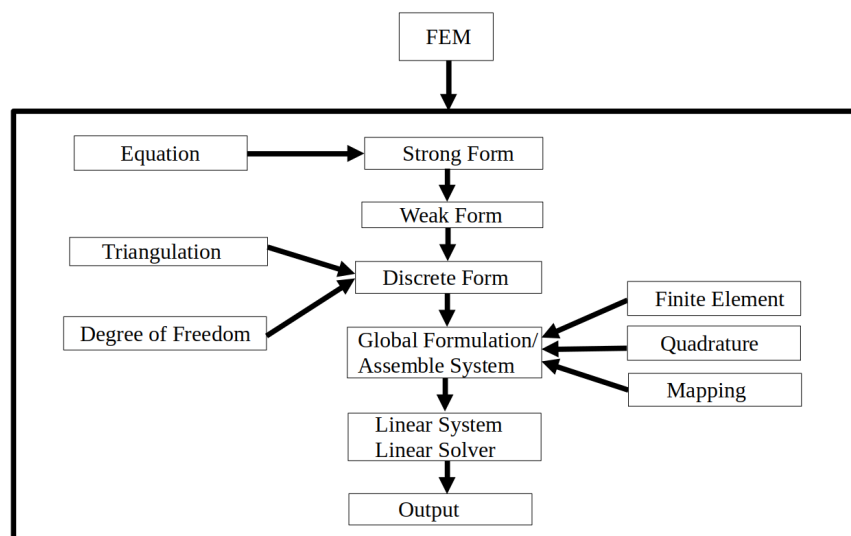 FEM
Equation
Strong Form
Weak Form
Triangulation
Discrete Form
Finite Element
Degree of Freedom
Global Formulation/
Assemble System
Quadrature
Mapping
Linear System
Linear Solver
Output